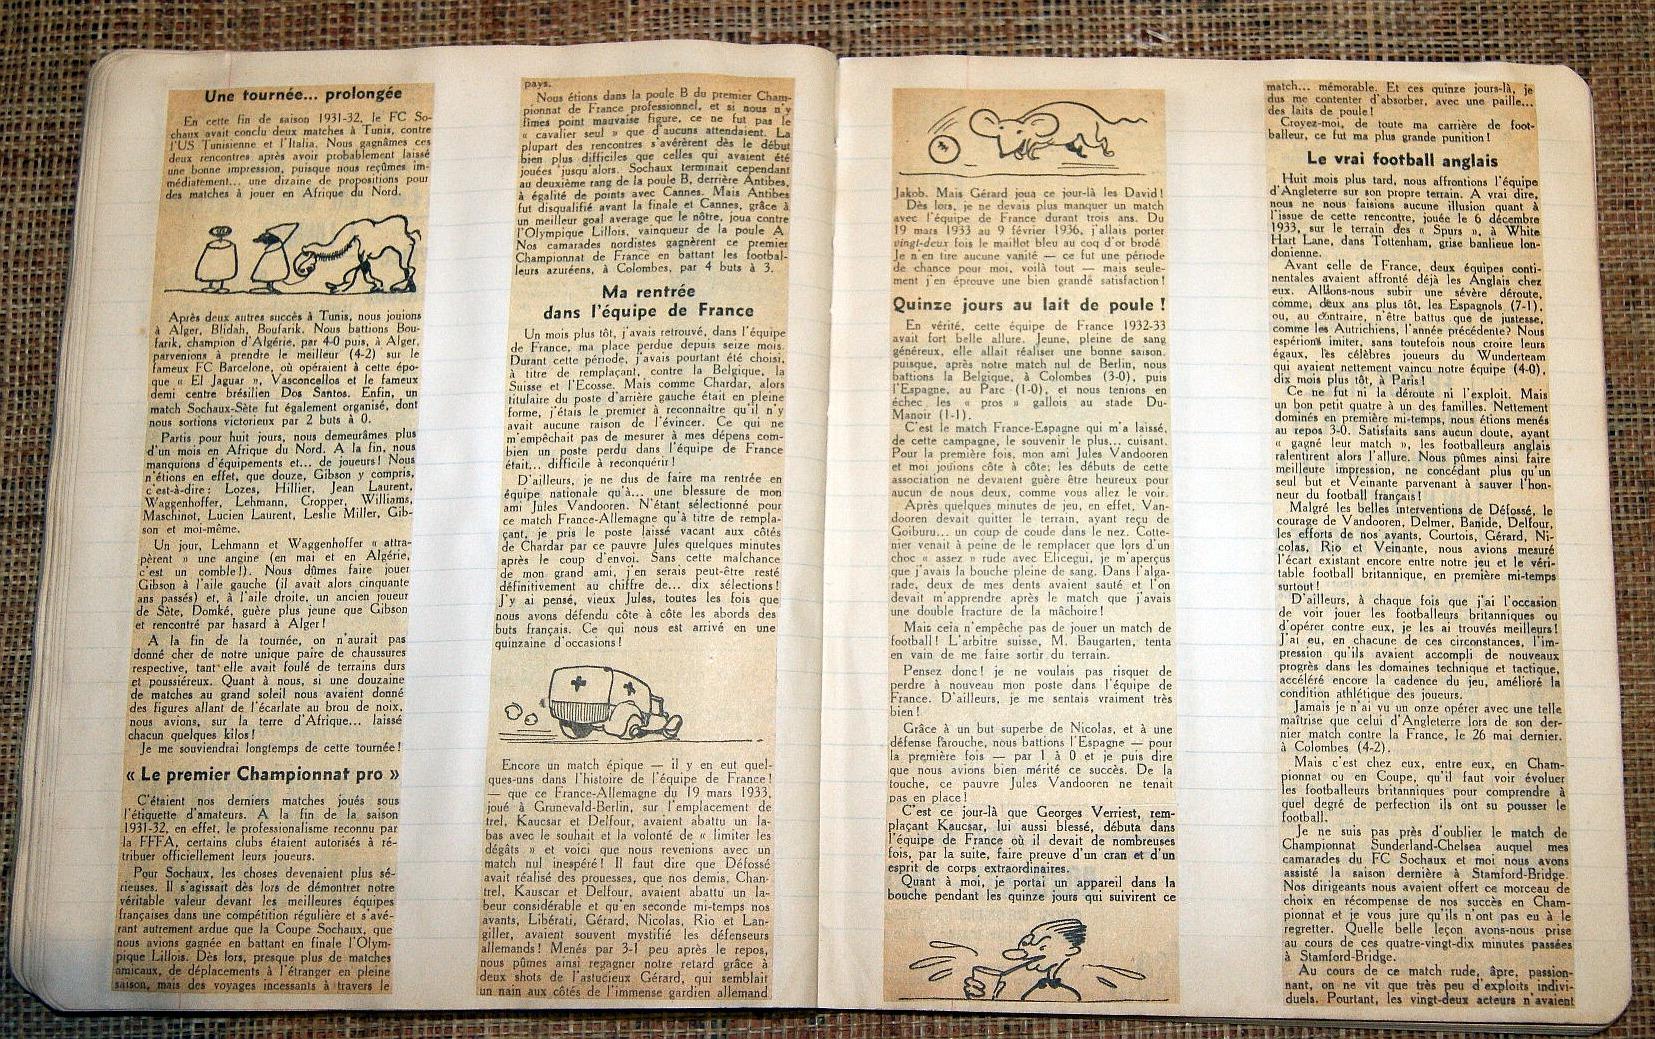 Une tournée... prolongée
En cette fin de saison 1931-32, le FC So-
chaux avait conclu deux matches à Tunis, contre
l'US Tunisienne et l'Italia. Nous gagnâmes ces
deux rencontres après avoir probablement laissé
une bonne impression, puisque nous reçûmes im-
médiatement... une dizaine de propositions pour
des matches à jouer en Afrique du Nord.
Après deux autres succès à Tunis, nous jouions
à Alger, Blidah, Boufarik. Nous battions Bou-
farik, champion d'Algérie, par 4-0 puis, à Alger,
parvenions à prendre le meilleur (4-2) sur le
fameux FC Barcelone, où opéraient à cette épo-
que « El Jaguar », Vasconcellos et le fameux
demi centre brésilien Dos Santos. Enfin, un
match Sochaux-Sète fut également organisé, dont
nous sortions victorieux par 2 buts à 0.
Partis pour huit jours, nous demeurâmes plus
d'un mois en Afrique du Nord. A la fin, nous
manquions d'équipements et... de joueurs! Nous
n'étions en effet, que douze, Gibson y compris,
c'est-à-dire: Lozes, Hillier, Jean Laurent,
Waggenhoffer, Lehmann, Cropper, Williams,
Maschinot, Lucien Laurent, Leslie Miller, Gib-
son et moi-même.
Un jour, Lehmann et Waggenhoffer « attra-
pèrent » une angine (en mai et en Algérie,
c'est un comble!). Nous dûmes faire jouer
Gibson à l'aile gauche (il avait alors cinquante
ans passés) et, à l'aile droite, un ancien joueur
de Sète, Domké, guère plus jeune que Gibson
et rencontré par hasard à Alger!
A la fin de la tournée, on n'aurait pas
donné cher de notre unique paire de chaussures
respective, tant elle avait foulé de terrains durs
et poussiéreux. Quant à nous, si une douzaine
de matches au grand soleil nous avaient donné
des figures allant de l'écarlate au brou de noix,
nous avions, sur la terre d'Afrique... laissé
chacun quelques kilos!
Je me souviendrai longtemps de cette tournée!
« Le premier Championnat pro »
C'étaient nos derniers matches joués sous
l'étiquette d'amateurs. A la fin de la saison
1931-32, en effet, le professionalisme reconnu par
la FFFA, certains clubs étaient autorisés à ré-
tribuer officiellement leurs joueurs.
Pour Sochaux, les choses devenaient plus sé-
rieuses. Il s'agissait dès lors de démontrer notre
véritable valeur devant les meilleures équipes
françaises dans une compétition régulière et s'avé-
rant autrement ardue que la Coupe Sochaux, que
nous avions gagnée en battant en finale l'Olym-
pique Lillois. Dès lors, presque plus de matches
amicaux, de déplacements à l'étranger en pleine
saison, mais des voyages incessants à travers le
pays.
Nous étions dans la poule B du premier Cham-
pionnat de France professionnel, et si nous n'y
fîmes point mauvaise figure, ce ne fut pas le
« cavalier seul » que d'aucuns attendaient. La
plupart des rencontres s'avérèrent dès le début
bien plus difficiles que celles qui avaient été
jouées jusqu'alors. Sochaux terminait cependant
au deuxième rang de la poule B, derrière Antibes,
à égalité de points avec Cannes. Mais Antibes
fut disqualifié avant la finale et Cannes, grâce à
un meilleur goal average que le nôtre, joua contre
l'Olympique Lillois, vainqueur de la poule A.
Nos camarades nordistes gagnèrent ce premier
Championnat de France en battant les footbal-
leurs azuréens, à Colombes, par 4 buts à 3.
Ma rentrée
dans l'équipe de France
Un mois plus tôt, j'avais retrouvé, dans l'équipe
de France, ma place perdue depuis seize mois.
Durant cette période, j'avais pourtant été choisi,
à titre de remplaçant, contre la Belgique, la
Suisse et l'Ecosse. Mais comme Chardar, alors
titulaire du poste d'arrière gauche était en pleine
forme, j'étais le premier à reconnaître qu'il n'y
avait aucune raison de l'évincer. Ce qui ne
m'empêchait pas de mesurer à mes dépens com-
bien un poste perdu dans l'équipe de France
était... difficile à reconquérir!
D'ailleurs, je ne dus de faire ma rentrée en
équipe nationale qu'à... une blessure de mon
ami Jules Vandooren. N'étant sélectionné pour
ce match France-Allemagne qu'à titre de rempla-
çant, je pris le poste laissé vacant aux côtés
de Chardar par ce pauvre Jules quelques minutes
après le coup d'envoi. Sans cette malchance
de mon grand ami, j'en serais peut-être resté
définitivement au chiffre de... dix sélections!
J'y ai pensé, vieux Jules, toutes les fois que
nous avons défendu côte à côte les abords des
buts français. Ce qui nous est arrivé en une
quinzaine d'occasions!
Encore un match épique — il y en eut quel-
ques-uns dans l'histoire de l'équipe de France!
— que ce France-Allemagne du 19 mars 1933,
joué à Grunevald-Berlin, sur l'emplacement de
trel, Kaucsar et Delfour, avaient abattu un la-
bas avec le souhait et la volonté de « limiter les
dégâts » et voici que nous revenions avec un
match nul inespéré! Il faut dire que Défossé
avait réalisé des prouesses, que nos demis, Chan-
trel, Kauscar et Delfour, avaient abattu un la-
beur considérable et qu'en seconde mi-temps nos
avants, Libérati, Gérard, Nicolas, Rio et Lan-
giller, avaient souvent mystifié les défenseurs
allemands! Menés par 3-1 peu après le repos,
nous pûmes ainsi regagner notre retard grâce à
deux shots de l'astucieux Gérard, qui semblait
un nain aux côtés de l'immense gardien allemand
Jakob. Mais Gérard joua ce jour-là les David!
Dès lors, je ne devais plus manquer un match
avec l'équipe de France durant trois ans. Du
19 mars 1933 au 9 février 1936, j'allais porter
vingt-deux fois le maillot bleu au coq d'or brodé.
Je n'en tire aucune vanité — ce fut une période
de chance pour moi, voilà tout — mais seule-
ment j'en éprouve une bien grande satisfaction!
Quinze jours au lait de poule!
En vérité, cette équipe de France 1932-33
avait fort belle allure. Jeune, pleine de sang
généreux, elle allait réaliser une bonne saison.
puisque, après notre match nul de Berlin, nous
battions la Belgique, à Colombes (3-0), puis
l'Espagne, au Parc (1-0), et nous tenions en
échec les « pros » gallois au stade Du-
Manoir (1-1).
C'est le match France-Espagne qui m'a laissé,
de cette campagne, le souvenir le plus... cuisant.
Pour la première fois, mon ami Jules Vandooren
et moi jouions côte à côte; les débuts de cette
association ne devaient guère être heureux pour
aucun de nous deux, comme vous allez le voir.
Après quelques minutes de jeu, en effet, Van-
dooren devait quitter le terrain, ayant reçu de
Goiburu... un coup de coude dans le nez. Cotte-
nier venait à peine de le remplacer que lors d'un
choc « assez » rude avec Elicegui, je m'aperçus
que j'avais la bouche pleine de sang. Dans l'alga-
rade, deux de mes dents avaient sauté et l'on
devait m'apprendre après le match que j'avais
une double fracture de la mâchoire!
Mais cela n'empêche pas de jouer un match de
football! L'arbitre suisse, M. Baugarten, tenta
en vain de me faire sortir du terrain.
Pensez donc! je ne voulais pas risquer de
perdre à nouveau mon poste dans l'équipe de
France. D'ailleurs, je me sentais vraiment très
bien!
Grâce à un but superbe de Nicolas, et à une
défense farouche, nous battions l'Espagne — pour
la première fois — par 1 à 0 et je puis dire
que nous avions bien mérité ce succès. De la
touche, ce pauvre Jules Vandooren ne tenait
pas en place!
C'est ce jour-là que Georges Verriest, rem-
plaçant Kaucsar, lui aussi blessé, débuta dans
l'équipe de France où il devait de nombreuses
fois, par la suite, faire preuve d'un cran et d'un
esprit de corps extraordinaires.
Quant à moi, je portai un appareil dans la
bouche pendant les quinze jours qui suivirent ce
match... mémorable. Et ces quinze jours-là, je
dus me contenter d'absorber, avec une paille...
des laits de poule!
Croyez-moi, de toute ma carrière de foot-
balleur, ce fut ma plus grande punition!
Le vrai football anglais
Huit mois plus tard, nous affrontions l'équipe
d'Angleterre sur son propre terrain. A vrai dire,
nous ne nous faisions aucune illusion quant à
l'issue de cette rencontre, jouée le 6 décembre
1933, sur le terrain des « Spurs », à White
Hart Lane, dans Tottenham, grise banlieue lon-
donienne.
Avant celle de France, deux équipes conti-
nentales avaient affronté déjà les Anglais chez
eux. Allions-nous subir une sévère déroute,
comme, deux ans plus tôt, les Espagnols (7-1),
ou, au contraire, n'être battus que de justesse,
comme les Autrichiens, l'année précédente? Nous
espérions imiter, sans toutefois nous croire leurs
égaux, les célèbres joueurs du Wunderteam
qui avaient nettement vaincu notre équipe (4-0),
dix mois plus tôt, à Paris!
Ce ne fut ni la déroute ni l'exploit. Mais
un bon petit quatre à un des familles. Nettement
dominés en première mi-temps, nous étions menés
au repos 3-0. Satisfaits sans aucun doute, ayant
« gagné leur match », les footballeurs anglais
ralentirent alors l'allure. Nous pûmes ainsi faire
meilleure impression, ne concédant plus qu'un
seul but et Veinante parvenant à sauver l'hon-
neur du football français!
Malgré les belles interventions de Défossé, le
courage de Vandooren, Delmer, Banide, Delfour,
les efforts de nos avants, Courtois, Gérard, Ni-
colas, Rio et Veinante, nous avions mesuré
l'écart existant encore entre notre jeu et le véri-
table football britannique, en première mi-temps
surtout!
D'ailleurs, à chaque fois que j'ai l'occasion
de voir jouer les footballeurs britanniques ou
d'opérer contre eux, je les ai trouvés meilleurs!
J'ai eu, en chacune de ces circonstances, l'im-
pression qu'ils avaient accompli de nouveaux
progrès dans les domaines technique et tactique,
accéléré encore la cadence du jeu, amélioré la
condition athlétique des joueurs.
Jamais je n'ai vu un onze opérer avec une telle
maîtrise que celui d'Angleterre lors de son der-
nier match contre la France, le 26 mai dernier.
à Colombes (4-2).
Mais c'est chez eux, entre eux, en Cham-
pionnat ou en Coupe, qu'il faut voir évoluer
les footballeurs britanniques pour comprendre à
quel degré de perfection ils ont su pousser le
football.
Je ne suis pas près d'oublier le match de
Championnat Sunderland-Chelsea auquel mes
camarades du FC Sochaux et moi nous avons
assisté la saison dernière à Stamford-Bridge.
Nos dirigeants nous avaient offert ce morceau de
choix en récompense de nos succès en Cham-
pionnat et je vous jure qu'ils n'ont pas eu à le
regretter. Quelle belle leçon avons-nous prise
au cours de ces quatre-vingt-dix minutes passées
à Stamford-Bridge.
Au cours de ce match rude, âpre, passion-
nant, on ne vit que très peu d'exploits indivi-
duels. Pourtant, les vingt-deux acteurs n'avaient